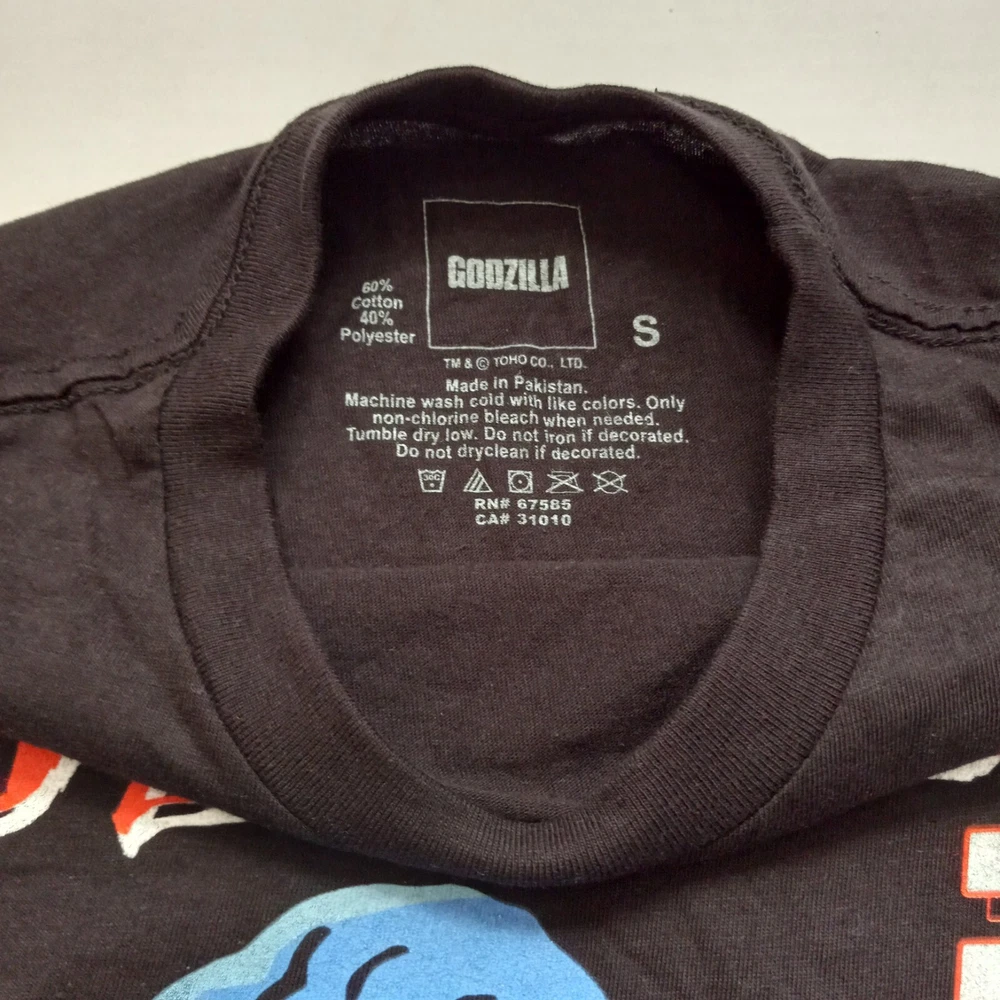 GODZILLA
60%
Cotton
40%
Polyester
S
TM & © TOHO CO., LTD.
Made in Pakistan.
Machine wash cold with like colors. Only
non-chlorine bleach when needed.
Tumble dry low. Do not iron if decorated.
Do not dryclean if decorated.
30C
RN# 67585
CA# 31010